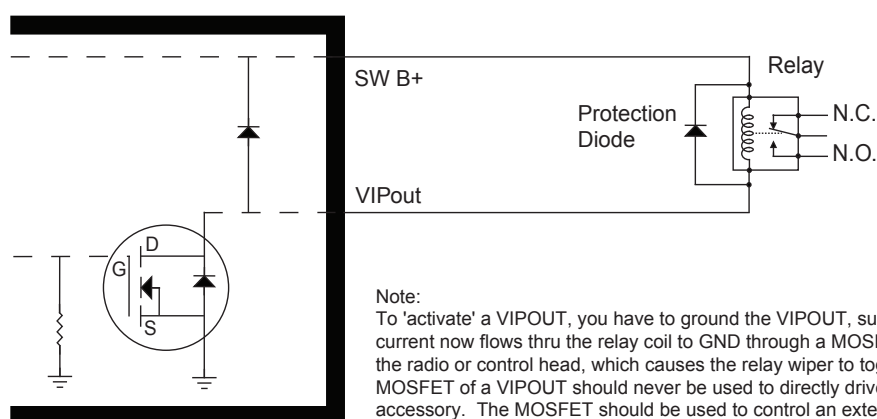 SW B+
Relay
Protection
Diode
N.C.
N.O.
VIPout
D
G
S
Note:
To 'activate' a VIPOUT, you have to ground the VIPOUT,
current now flows thru the relay coil to GND through a
the radio or control head, which causes the relay wiper to
MOSFET of a VIPOUT should never be used to directly
accessory. The MOSFET should be used to control an